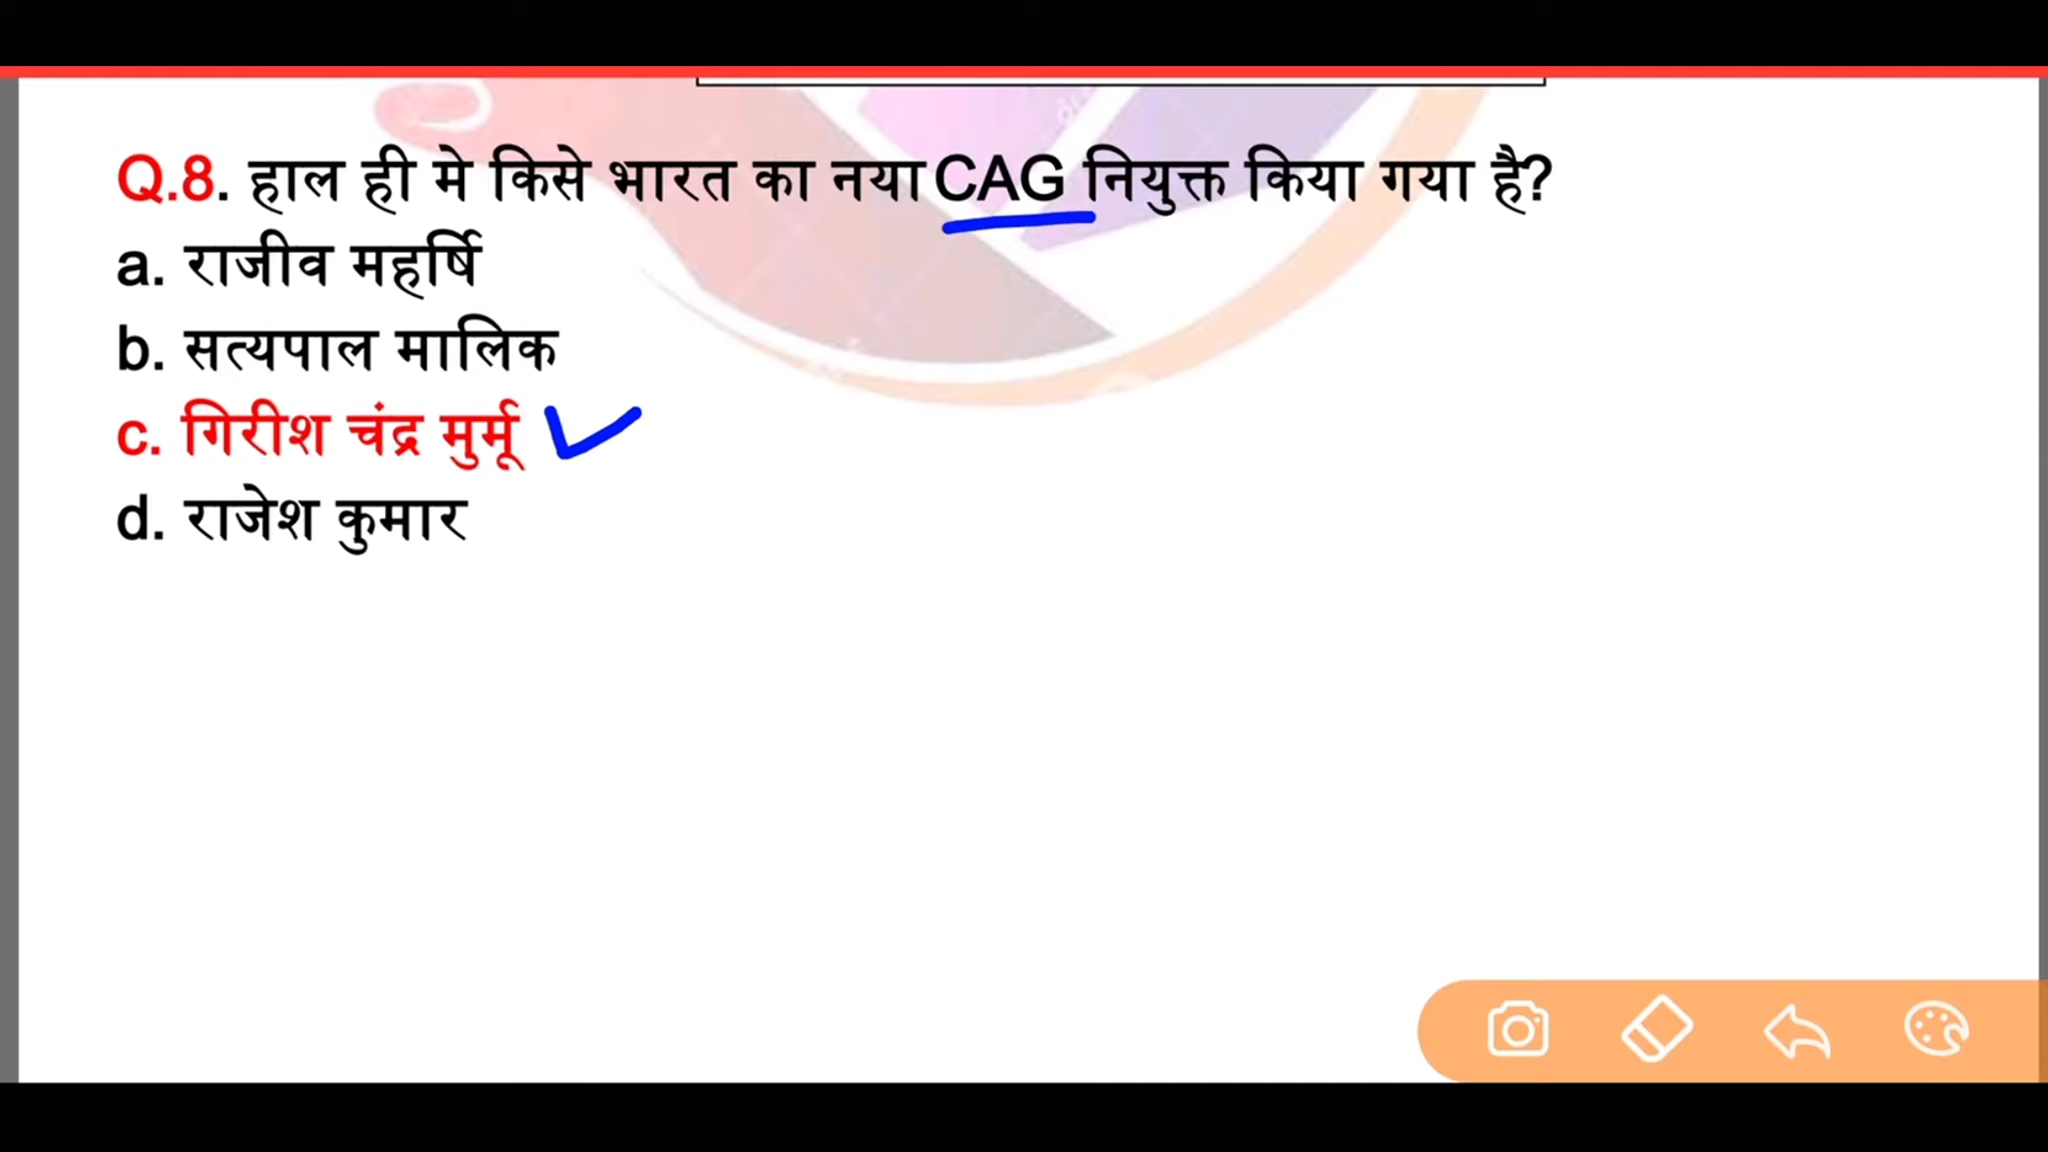 Q.8. हाल ही मे किसे भारत का नया CAG नियुक्त किया गया है?
a. राजीव महर्षि
b. सत्यपाल मालिक
c. गिरीश चंद्र मुर्मू
d. राजेश कुमार